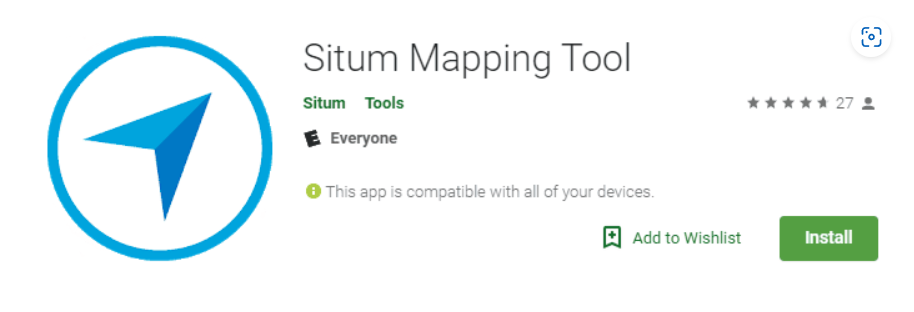 Situm Mapping Tool
Situm Tools 27
E Everyone
This app is compatible with all of your devices.
Add to Wishlist Install